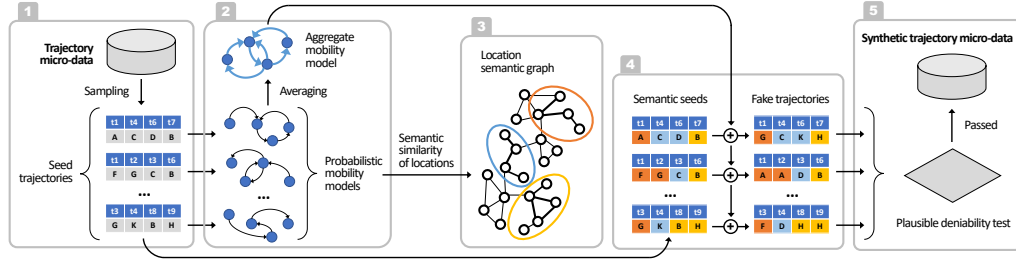 1
Trajectory
micro-data
Sampling
t1 t4 t6 t7
A C D B
Seed
trajectories
t1 t2 t3 t6
F G C B
...
t3 t4 t8 t9
G K B H
2
Aggregate
mobility
model
Averaging
...
Probabilistic
mobility
models
Semantic
similarity
of locations
3
Location
semantic graph
4
Semantic seeds
t1 t4 t6 t7
A C D B
t1 t2 t3 t6
F G C B
...
t3 t4 t8 t9
G K B H
Fake trajectories
t1 t4 t6 t7
G C K H
t1 t2 t3 t6
A A D B
...
t3 t4 t8 t9
F D H H
5
Synthetic trajectory micro-data
Passed
Plausible deniability test